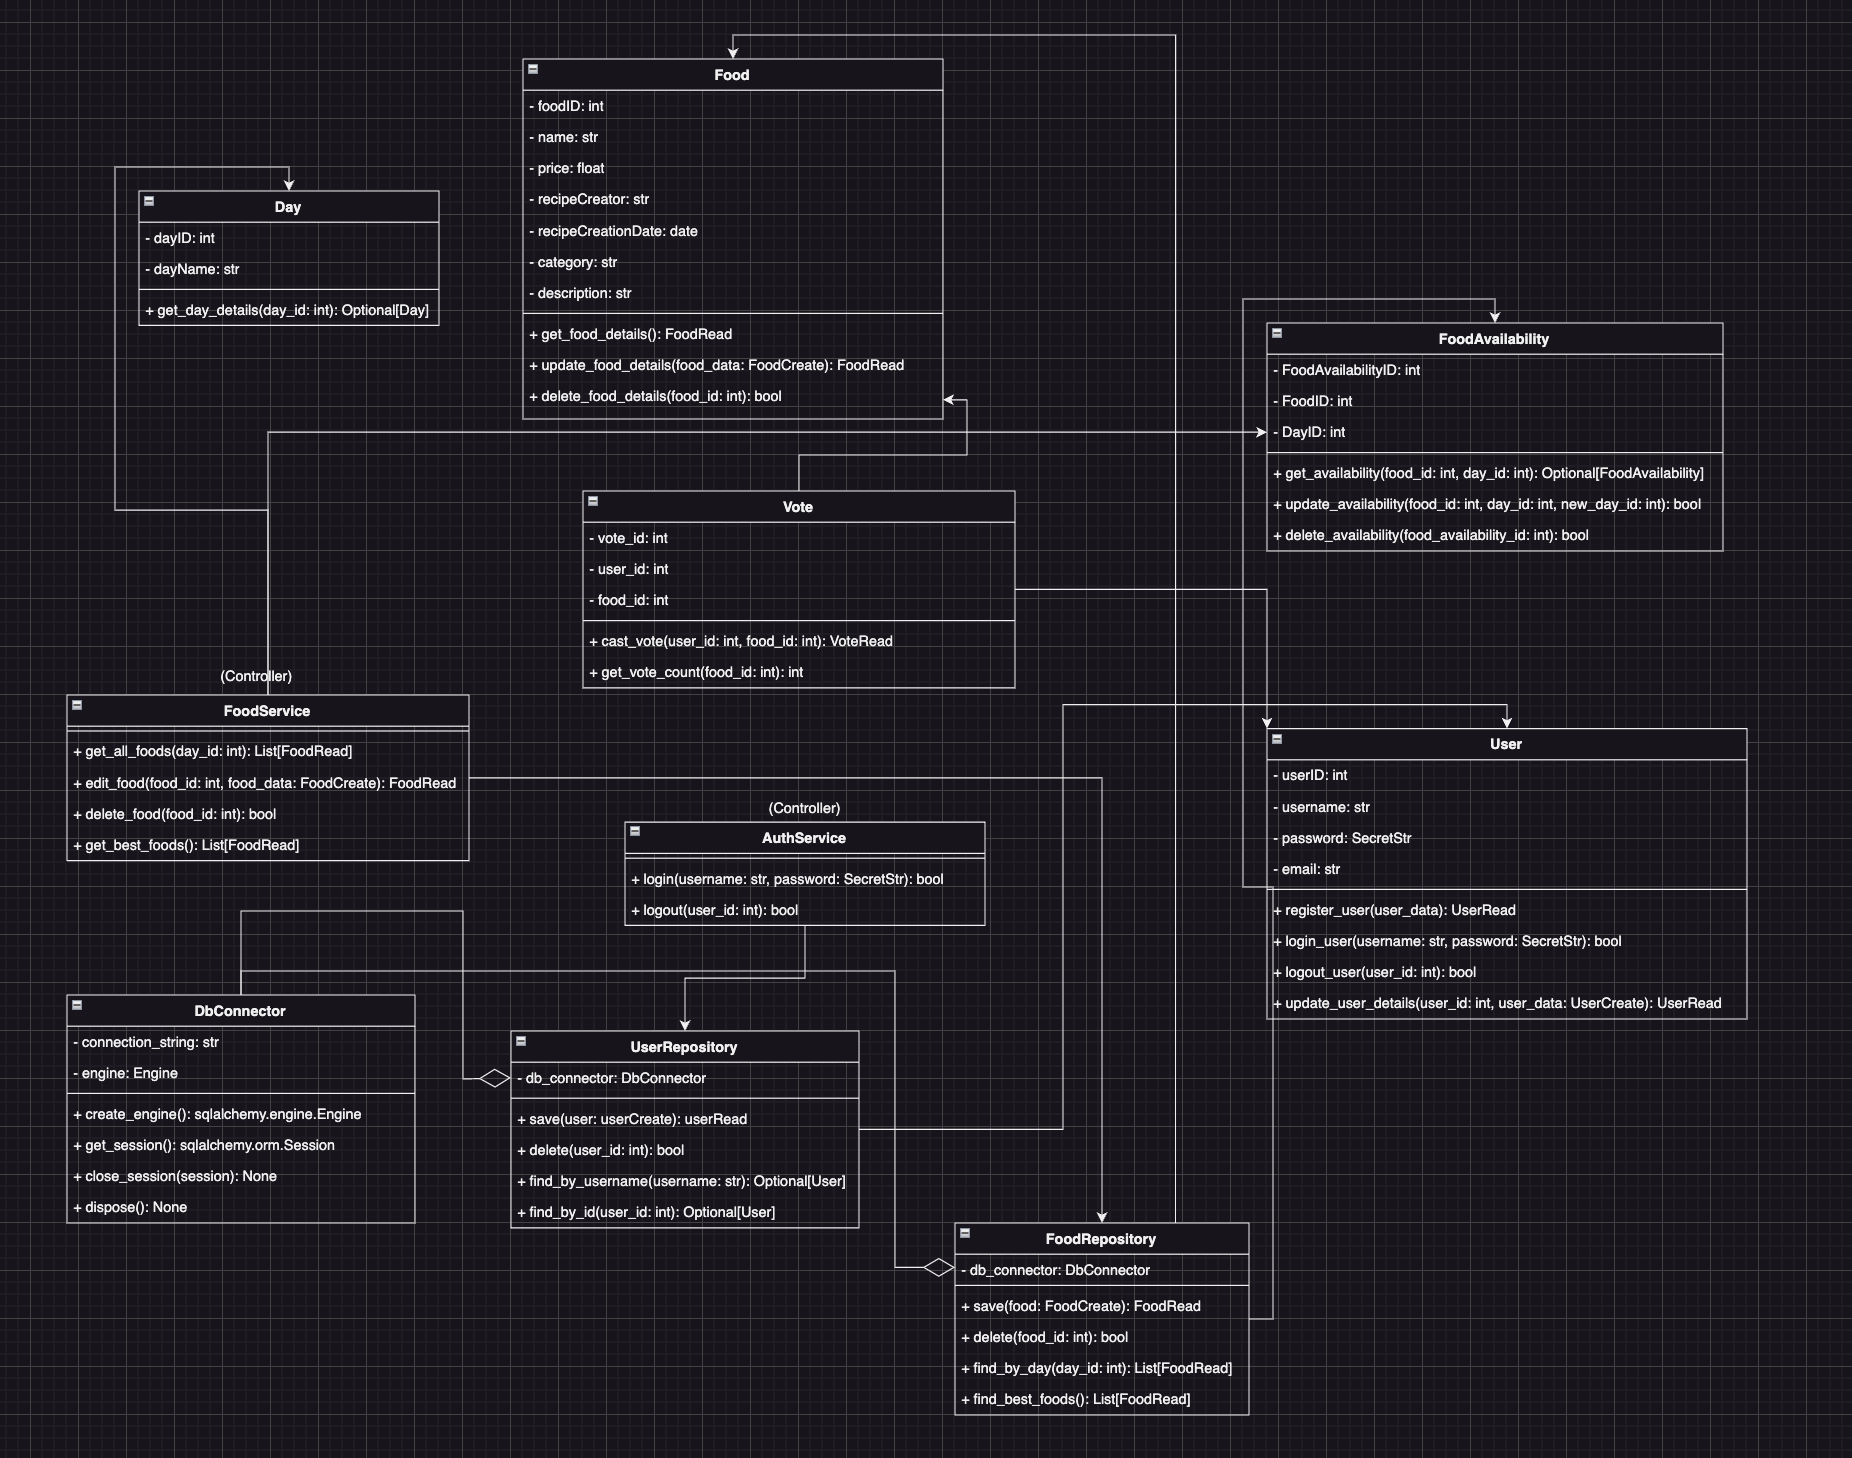 Food
- foodID: int
- name: str
- price: float
- recipeCreator: str
- recipeCreationDate: date
- category: str
- description: str
+ get_food_details(): FoodRead
+ update_food_details(food_data: FoodCreate): FoodRead
+ delete_food_details(food_id: int): bool
Day
- dayID: int
- dayName: str
+ get_day_details(day_id: int): Optional[Day]
FoodAvailability
- FoodAvailabilityID: int
- FoodID: int
- DayID: int
+ get_availability(food_id: int, day_id: int): Optional[FoodAvailability]
+ update_availability(food_id: int, day_id: int, new_day_id: int): bool
+ delete_availability(food_availability_id: int): bool
Vote
- vote_id: int
- user_id: int
- food_id: int
+ cast_vote(user_id: int, food_id: int): VoteRead
+ get_vote_count(food_id: int): int
(Controller)
FoodService
+ get_all_foods(day_id: int): List[FoodRead]
+ edit_food(food_id: int, food_data: FoodCreate): FoodRead
+ delete_food(food_id: int): bool
+ get_best_foods(): List[FoodRead]
User
- userID: int
- username: str
- password: SecretStr
- email: str
+ register_user(user_data): UserRead
+ login_user(username: str, password: SecretStr): bool
+ logout_user(user_id: int): bool
+ update_user_details(user_id: int, user_data: UserCreate): UserRead
(Controller)
AuthService
+ login(username: str, password: SecretStr): bool
+ logout(user_id: int): bool
DbConnector
- connection_string: str
- engine: Engine
+ create_engine(): sqlalchemy.engine.Engine
+ get_session(): sqlalchemy.orm.Session
+ close_session(session): None
+ dispose(): None
UserRepository
- db_connector: DbConnector
+ save(user: userCreate): userRead
+ delete(user_id: int): bool
+ find_by_username(username: str): Optional[User]
+ find_by_id(user_id: int): Optional[User]
FoodRepository
- db_connector: DbConnector
+ save(food: FoodCreate): FoodRead
+ delete(food_id: int): bool
+ find_by_day(day_id: int): List[FoodRead]
+ find_best_foods(): List[FoodRead]